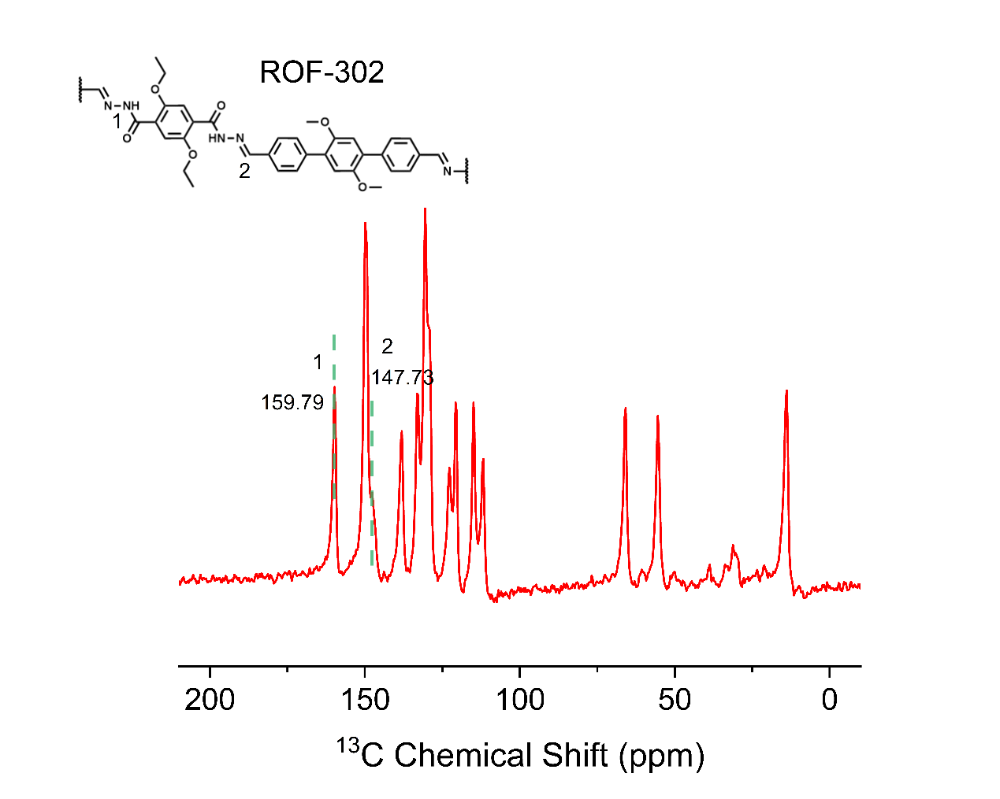 ROF-302
O
N
NH
1
O
O
HN
N
O
2
O
O
N
1
2
147.73
159.79
200
150
100
50
0
13C Chemical Shift (ppm)